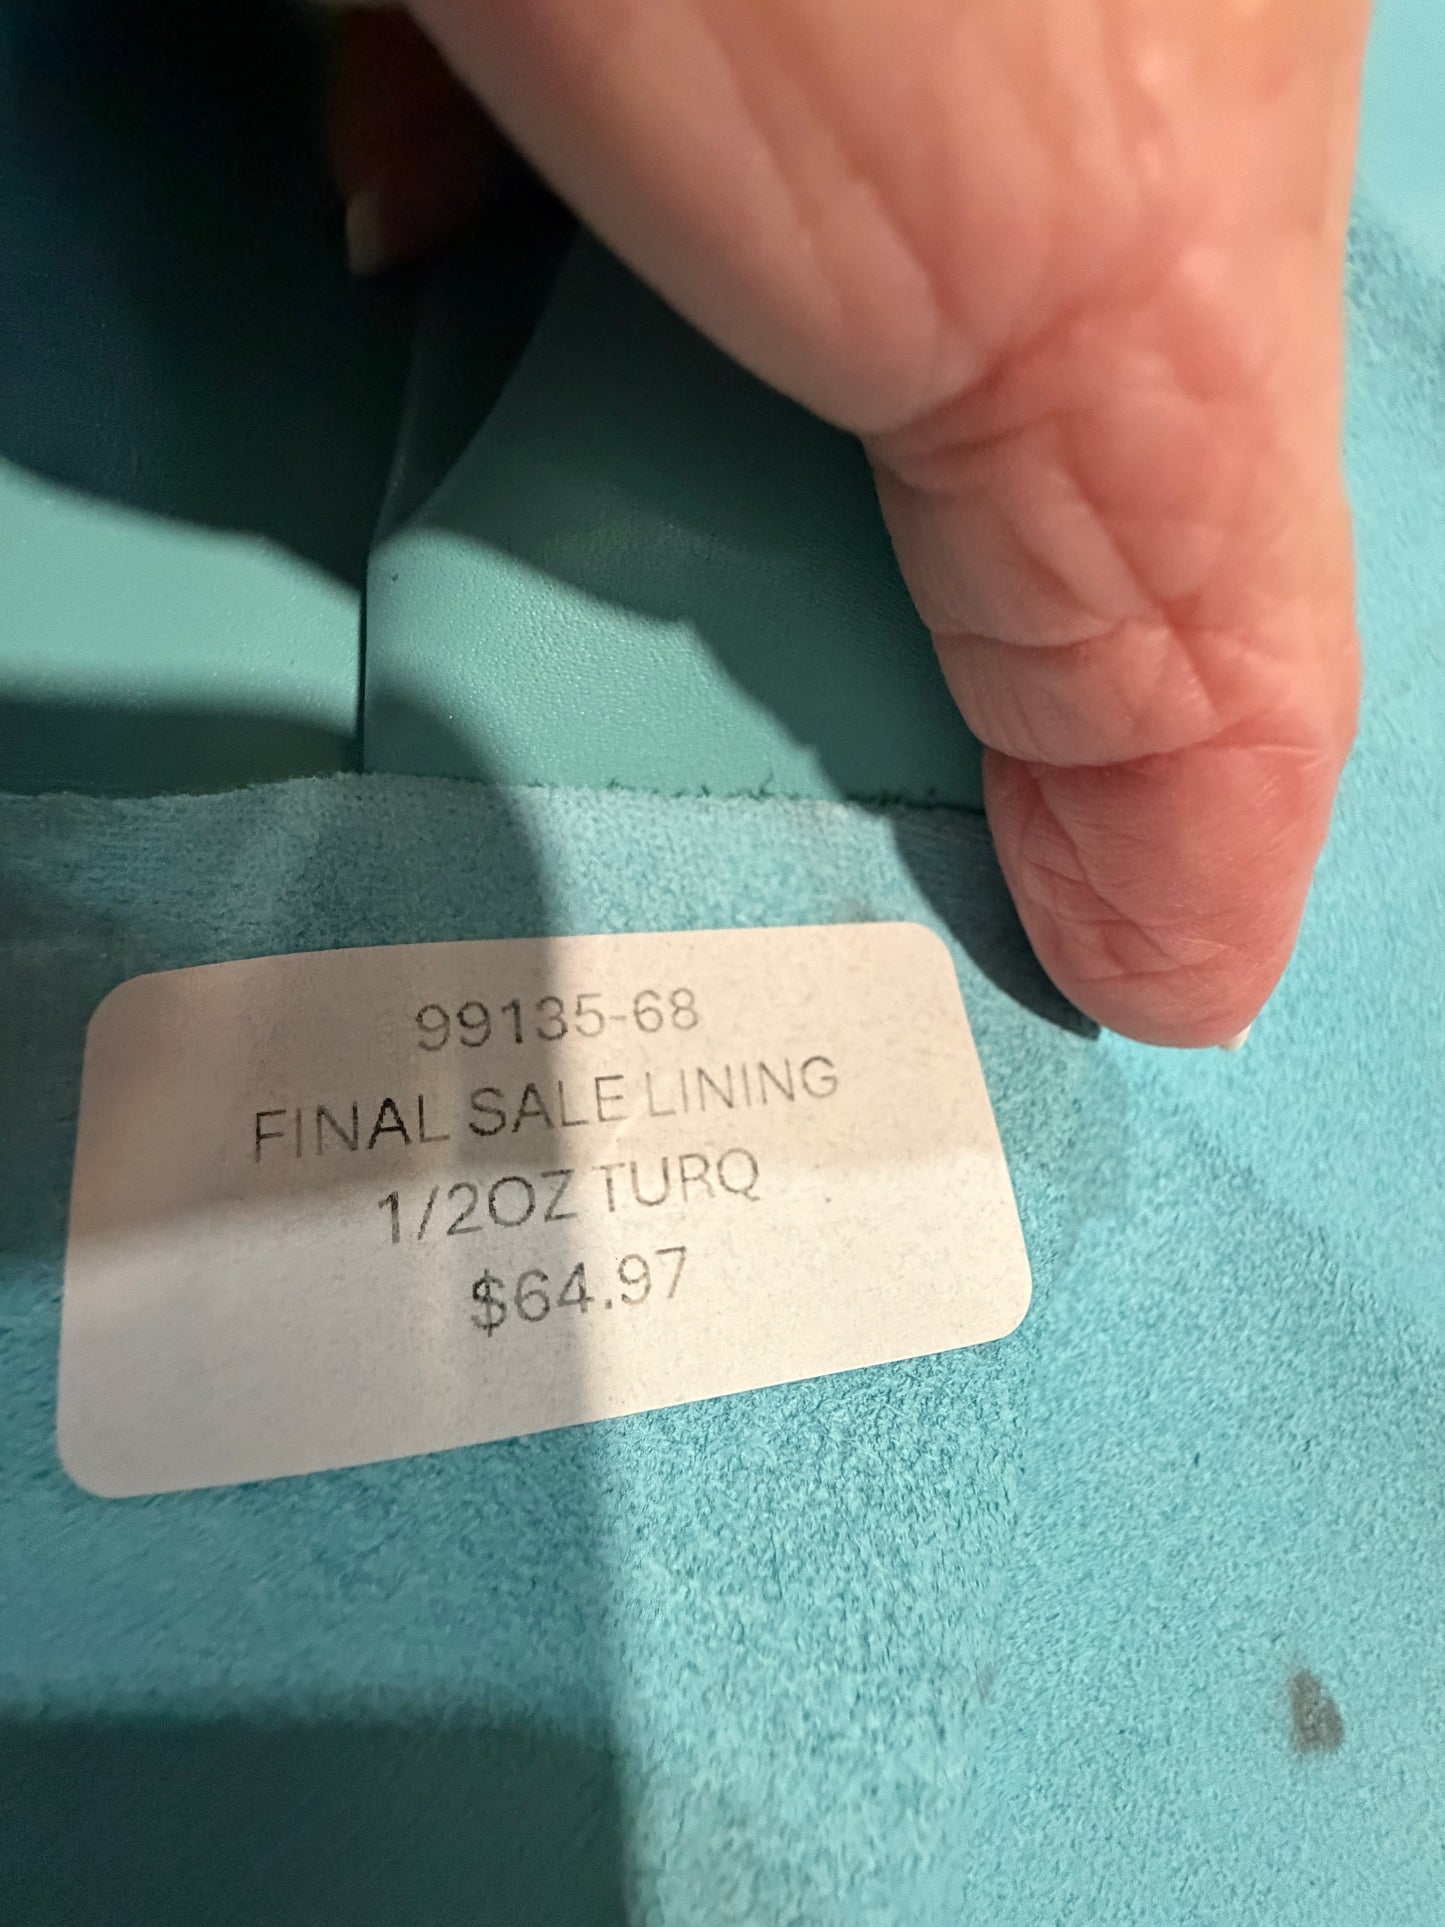 99135-68
FINAL SALE LINING
1/2OZ TURQ
$64.97